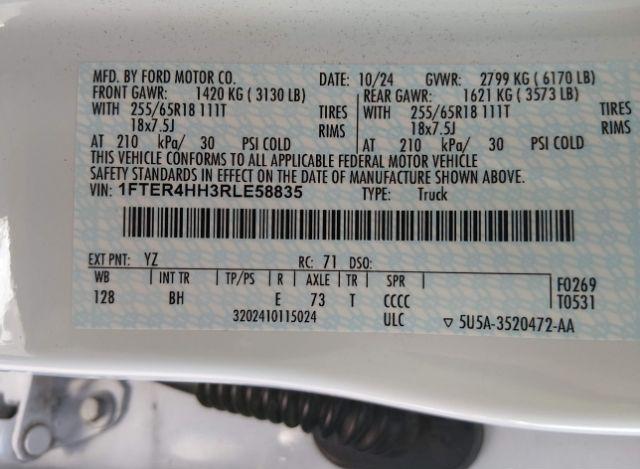 MFD. BY FORD MOTOR CO. DATE: 10/24 GVWR: 2799 KG ( 6170 LB)
FRONT GAWR: 1420 KG ( 3130 LB) REAR GAWR: 1621 KG ( 3573 LB)
WITH 255/65R18 111T TIRES WITH 255/65R18 111T TIRES
18x7.5J RIMS 18x7.5J RIMS
AT 210 kPa/ 30 PSI COLD AT 210 kPa/ 30 PSI COLD
THIS VEHICLE CONFORMS TO ALL APPLICABLE FEDERAL MOTOR VEHICLE
SAFETY STANDARDS IN EFFECT ON THE DATE OF MANUFACTURE SHOWN ABOVE.
VIN: 1FTER4HH3RLE58835 TYPE: Truck
EXT PNT: YZ RC: 71 DSO:
WB INT TR TP/PS R AXLE TR SPR F0269
128 BH E 73 T CCCC T0531
3202410115024 ULC ▽ 5U5A-3520472-AA